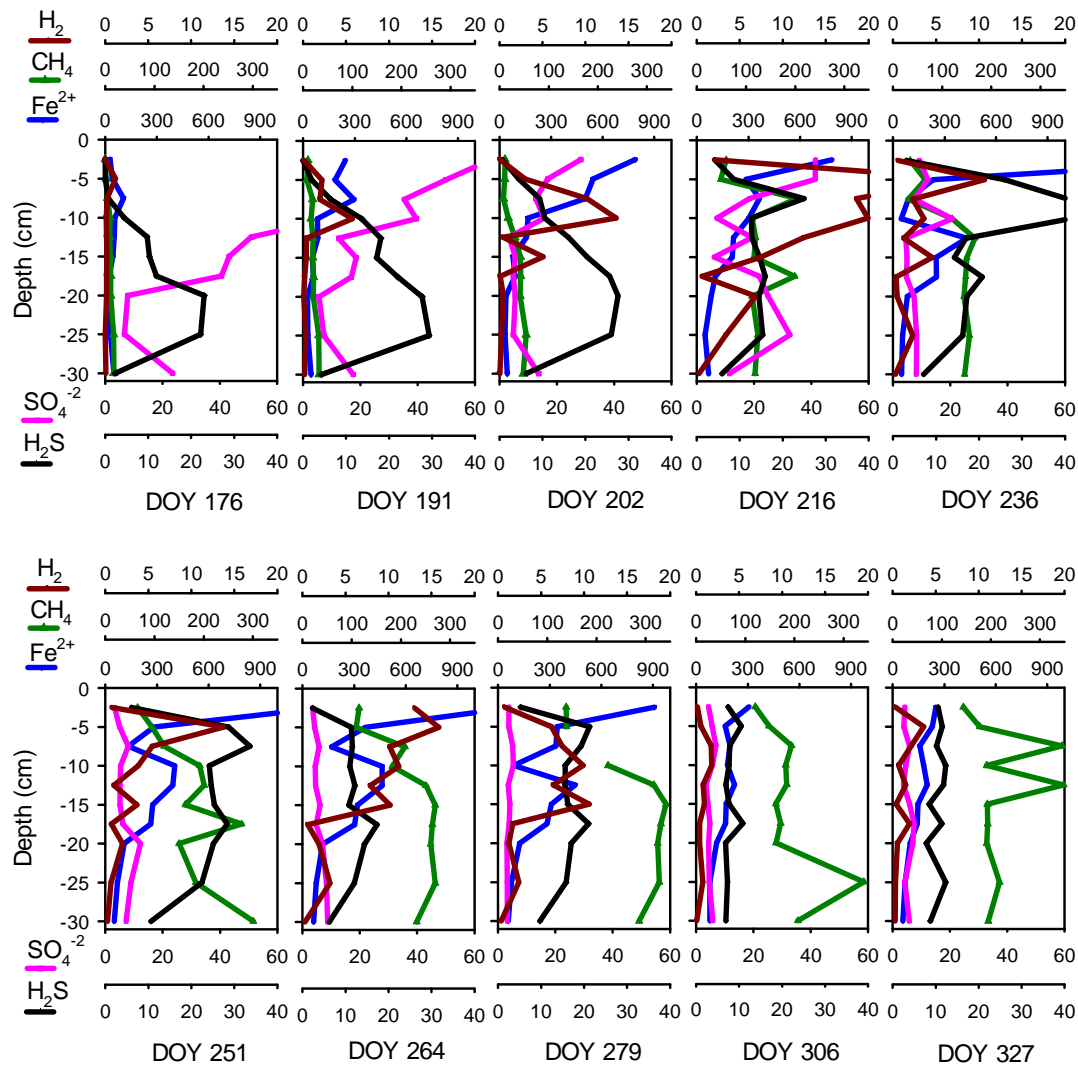 H2 0 5 10 15 20 0 5 10 15 20 0 5 10 15 20 0 5 10 15 20 0 5 10 15 20
CH4 0 100 200 300 0 100 200 300 0 100 200 300 0 100 200 300 0 100 200 300
Fe2+ 0 300 600 900 0 300 600 900 0 300 600 900 0 300 600 900 0 300 600 900
0
-5
-10
-15
-20
-25
-30
Depth (cm)
SO4-2 0 20 40 60 0 20 40 60 0 20 40 60 0 20 40 60 0 20 40 60
H2S 0 10 20 30 40 0 10 20 30 40 0 10 20 30 40 0 10 20 30 40 0 10 20 30 40
DOY 176 DOY 191 DOY 202 DOY 216 DOY 236
H2 0 5 10 15 20 0 5 10 15 20 0 5 10 15 20 0 5 10 15 20 0 5 10 15 20
CH4 0 100 200 300 0 100 200 300 0 100 200 300 0 100 200 300 0 100 200 300
Fe2+ 0 300 600 900 0 300 600 900 0 300 600 900 0 300 600 900 0 300 600 900
0
-5
-10
-15
-20
-25
-30
Depth (cm)
SO4-2 0 20 40 60 0 20 40 60 0 20 40 60 0 20 40 60 0 20 40 60
H2S 0 10 20 30 40 0 10 20 30 40 0 10 20 30 40 0 10 20 30 40 0 10 20 30 40
DOY 251 DOY 264 DOY 279 DOY 306 DOY 327